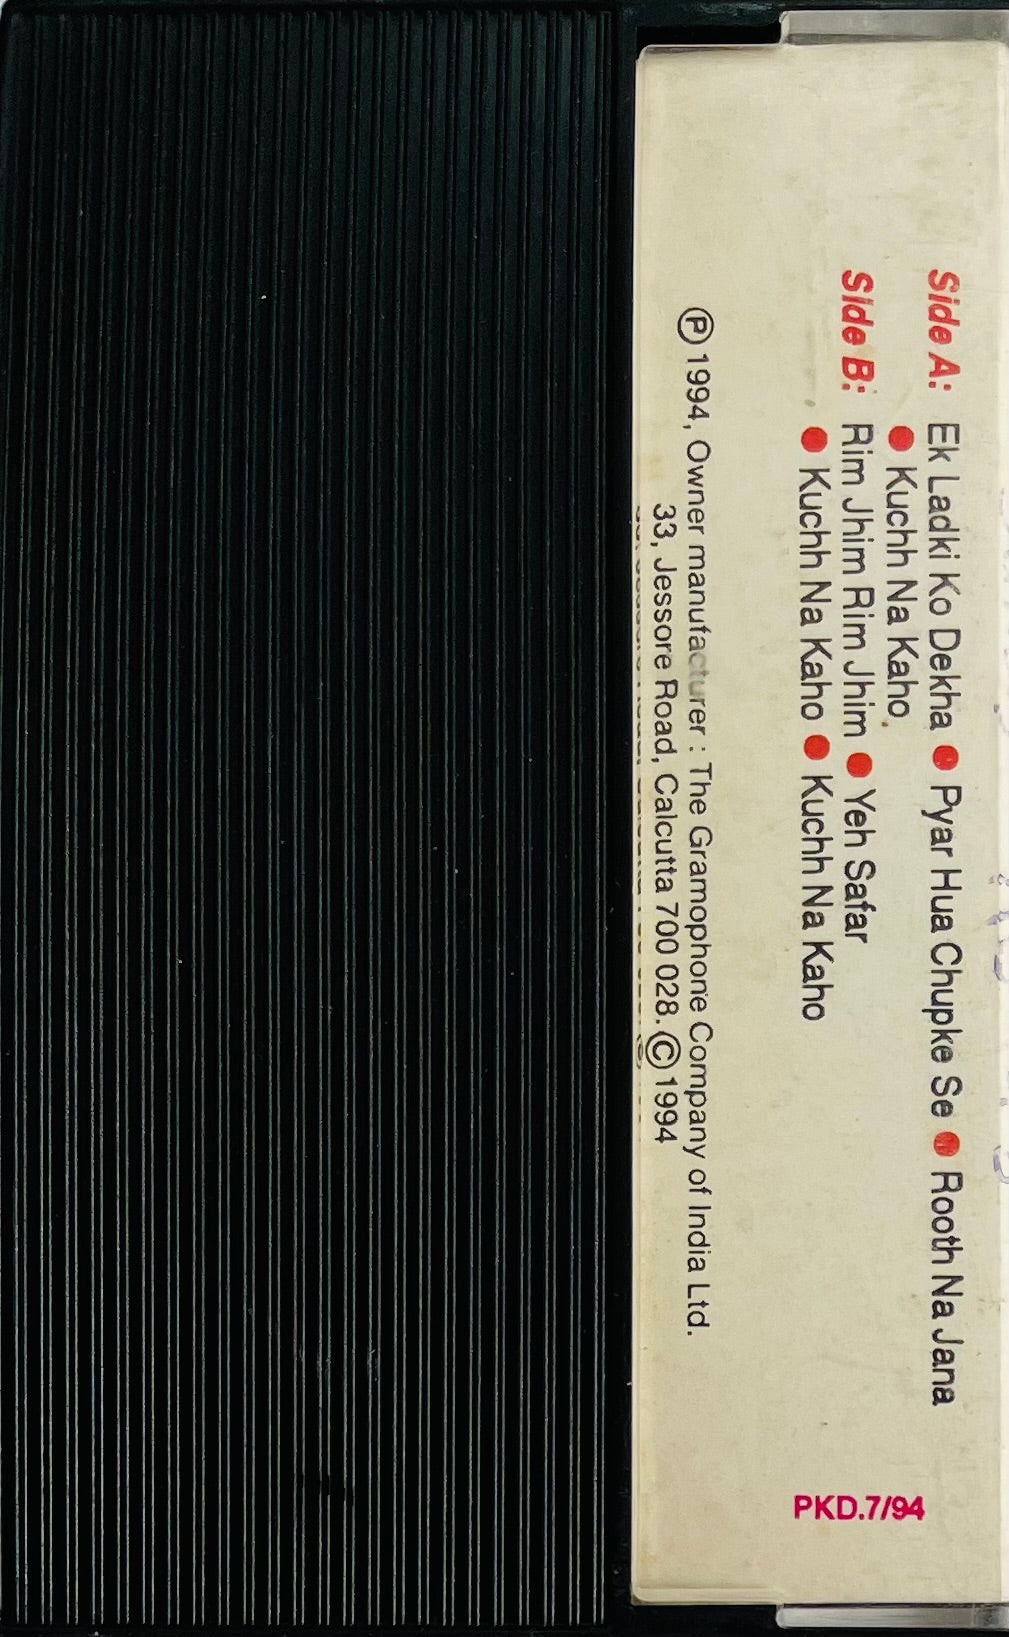 Side A: Ek Ladki Ko Dekha ● Pyar Hua Chupke Se ● Rooth Na Jana
● Kuchh Na Kaho
Side B: Rim Jhim Rim Jhim ● Yeh Safar
● Kuchh Na Kaho ● Kuchh Na Kaho
Ⓟ 1994, Owner manufacturer : The Gramophone Company of India Ltd.
33, Jessore Road, Calcutta 700 028. © 1994
PKD.7/94